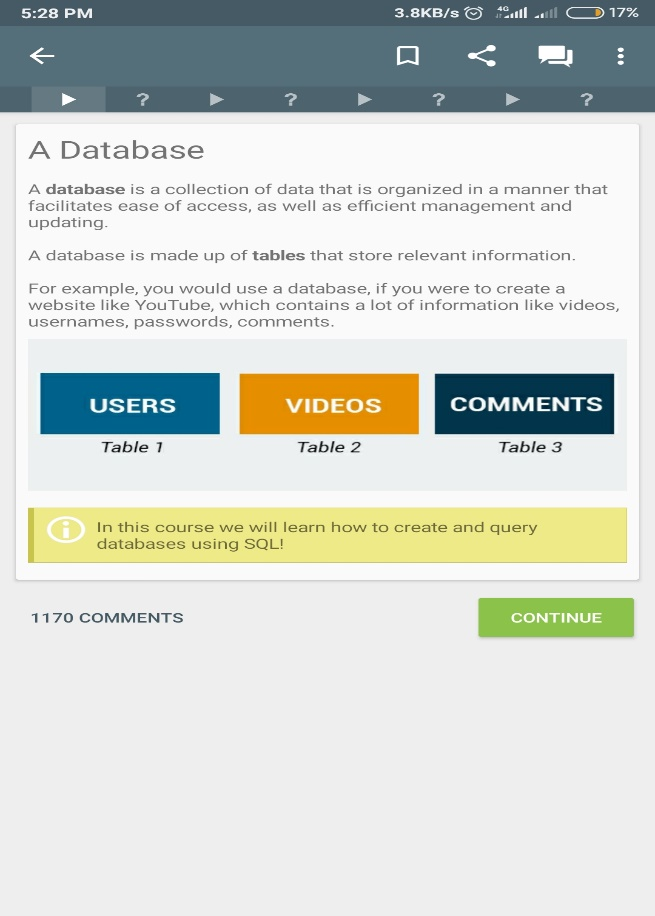 5:28 PM 3.8KB/s 4G 17%
? ? ? ?
A Database
A database is a collection of data that is organized in a manner that
facilitates ease of access, as well as efficient management and
updating.
A database is made up of tables that store relevant information.
For example, you would use a database, if you were to create a
website like YouTube, which contains a lot of information like videos,
usernames, passwords, comments.
USERS VIDEOS COMMENTS
Table 1 Table 2 Table 3
In this course we will learn how to create and query
databases using SQL!
1170 COMMENTS CONTINUE